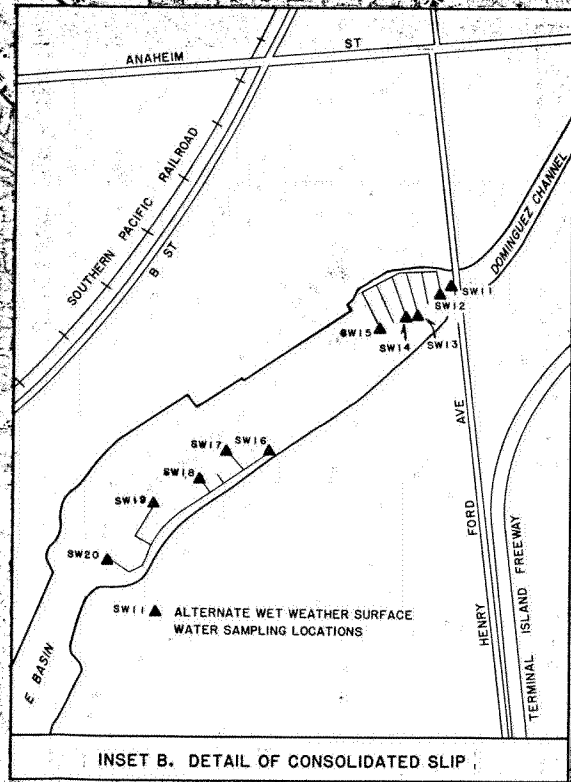 ANAHEIM ST
SOUTHERN PACIFIC RAILROAD
B ST
DOMINGUEZ CHANNEL
SW11
SW12
SW13
SW14
SW15
SW16
SW17
SW18
SW19
SW20
HENRY FORD AVE
TERMINAL ISLAND FREEWAY
E BASIN
SW11 ▲ ALTERNATE WET WEATHER SURFACE
WATER SAMPLING LOCATIONS
INSET B. DETAIL OF CONSOLIDATED SLIP